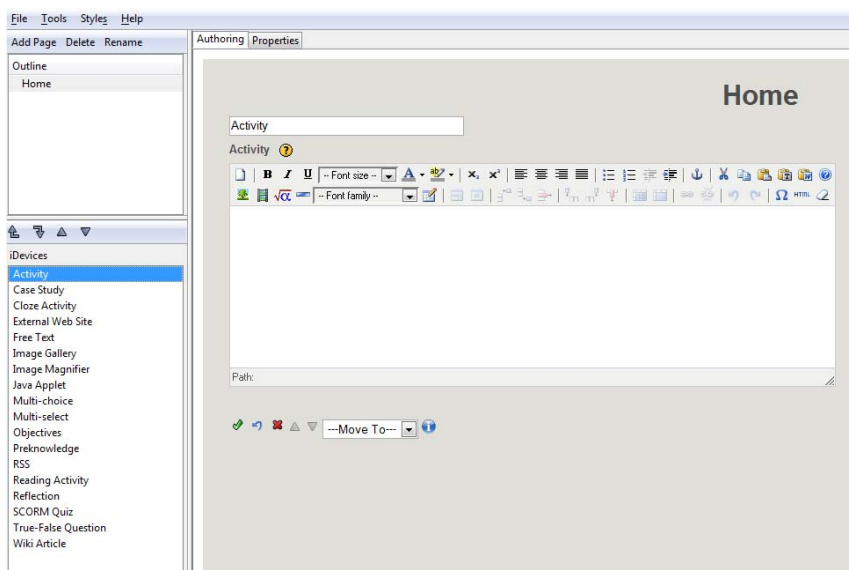 File Tools Styles Help
Add Page Delete Rename
Outline
Home
iDevices
Activity
Case Study
Cloze Activity
External Web Site
Free Text
Image Gallery
Image Magnifier
Java Applet
Multi-choice
Multi-select
Objectives
Preknowledge
RSS
Reading Activity
Reflection
SCORM Quiz
True-False Question
Wiki Article
Authoring Properties
Home
Activity
Activity
B I U -- Font size -- A ab x₂ x²
√α -- Font family -- Ω HTML
Path:
---Move To---